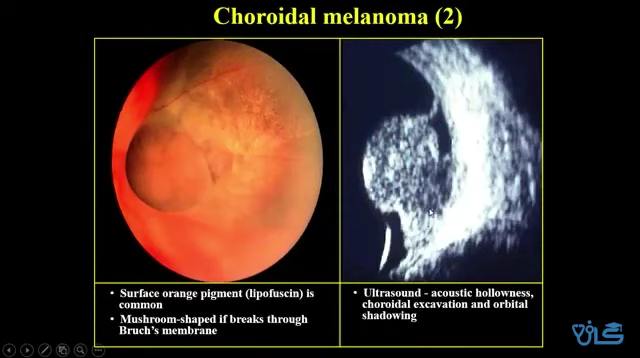 Choroidal melanoma (2)
• Surface orange pigment (lipofuscin) is
common
• Mushroom-shaped if breaks through
Bruch's membrane
• Ultrasound - acoustic hollowness,
choroidal excavation and orbital
shadowing